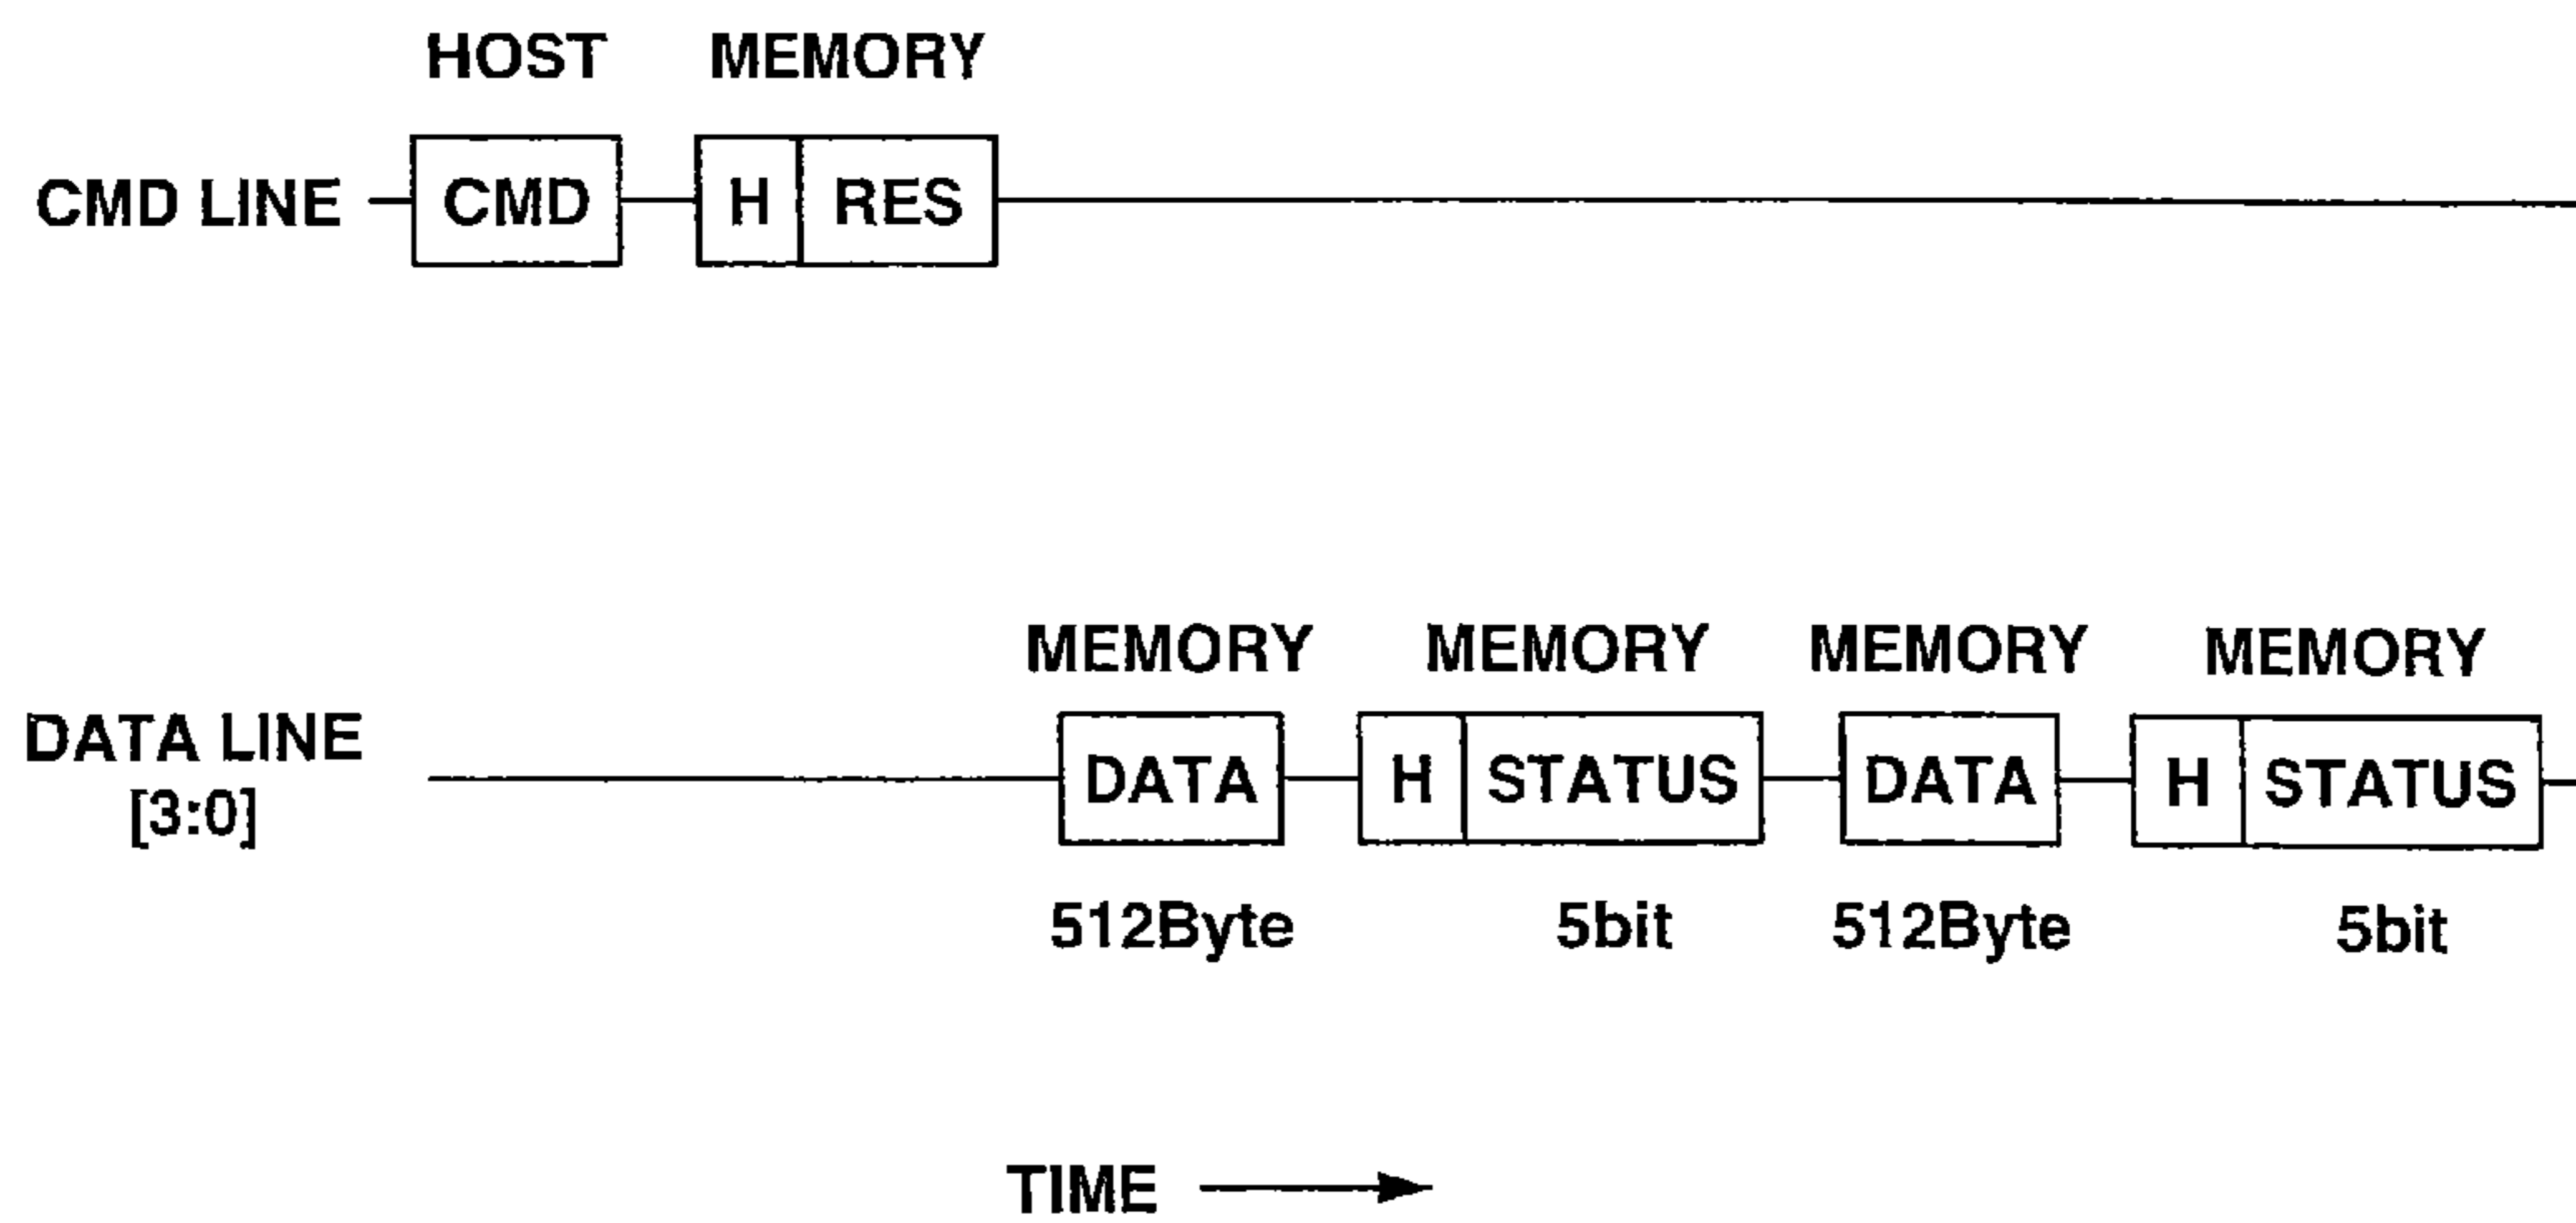 HOST MEMORY
CMD LINE CMD H RES
MEMORY MEMORY MEMORY MEMORY
DATA LINE
[3:0]
DATA H STATUS DATA H STATUS
512Byte 5bit 512Byte 5bit
TIME